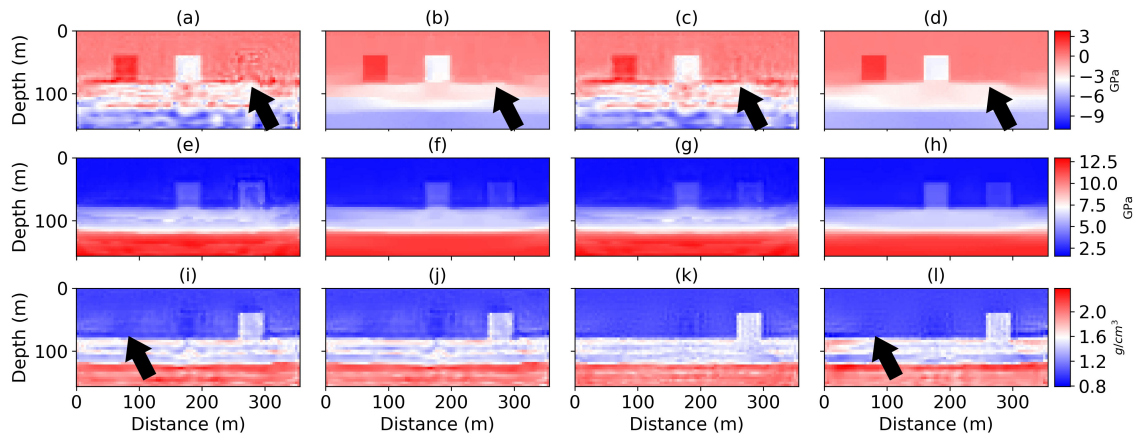 (a) (b) (c) (d)
0 100 Depth (m) 3 0 −3 −6 −9 GPa
(e) (f) (g) (h)
0 100 Depth (m) 12.5 10.0 7.5 5.0 2.5 GPa
(i) (j) (k) (l)
0 100 Depth (m) 2.0 1.6 1.2 0.8 g/cm³
0 100 200 300 0 100 200 300 0 100 200 300 0 100 200 300
Distance (m) Distance (m) Distance (m) Distance (m)